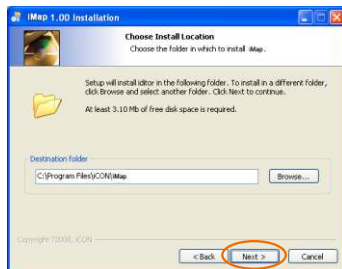 iMap 1.00 Installation
Choose Install Location
Choose the folder in which to install iMap.
Setup will install iditor in the following folder. To install in a different folder,
click Browse and select another folder. Click Next to continue.
At least 3.10 Mb of free disk space is required.
Destination folder
C:\Program Files\iCON\iMap
Browse...
Copyright ?2008, iCON
< Back
Next >
Cancel